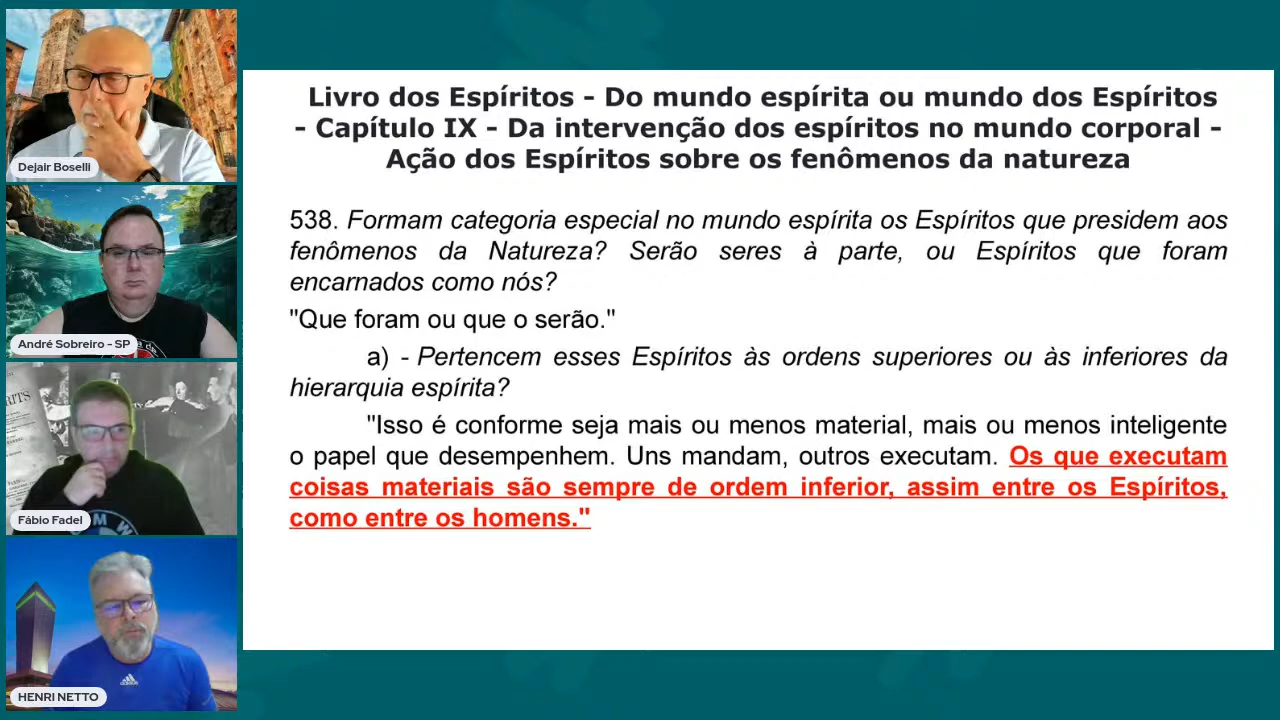 Livro dos Espíritos - Do mundo espírita ou mundo dos Espíritos
- Capítulo IX - Da intervenção dos espíritos no mundo corporal -
Ação dos Espíritos sobre os fenômenos da natureza
538. Formam categoria especial no mundo espírita os Espíritos que presidem aos
fenômenos da Natureza? Serão seres à parte, ou Espíritos que foram
encarnados como nós?
"Que foram ou que o serão."
a) - Pertencem esses Espíritos às ordens superiores ou às inferiores da
hierarquia espírita?
"Isso é conforme seja mais ou menos material, mais ou menos inteligente
o papel que desempenhem. Uns mandam, outros executam. Os que executam
coisas materiais são sempre de ordem inferior, assim entre os Espíritos,
como entre os homens."
Dejair Boselli
André Sobreiro - SP
Fábio Fadel
HENRI NETTO
adidas